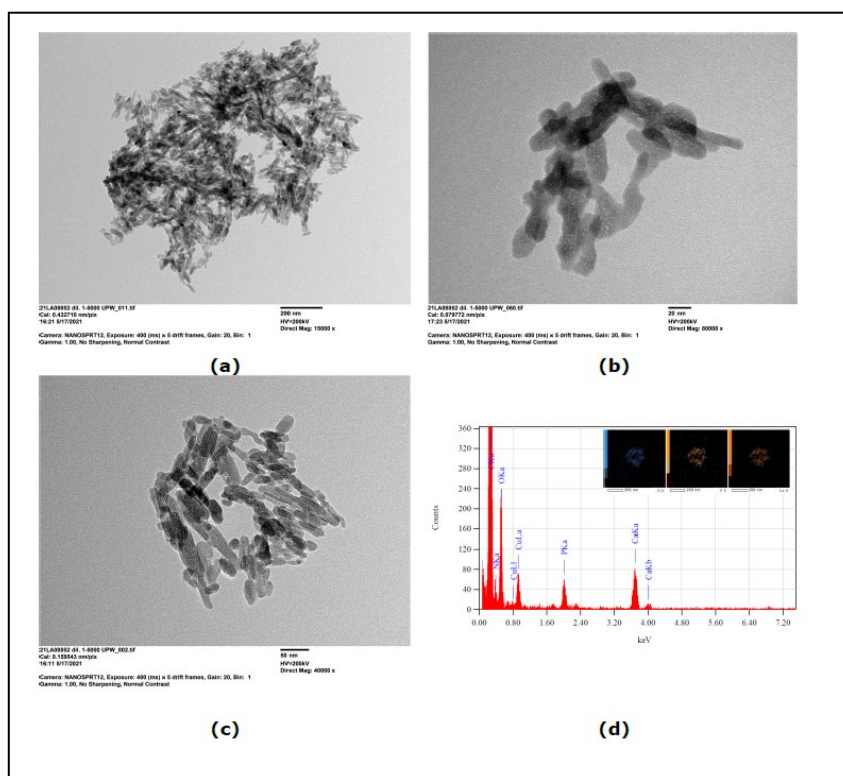 21LA08852 dil. 1-5000 UPW_011.tif
Cal: 0.432710 nm/pix
16:21 5/17/2021
Camera: NANOSPRT12, Exposure: 400 (ms) x 5 drift frames, Gain: 20, Bin: 1
Gamma: 1.00, No Sharpening, Normal Contrast
200 nm
HV=200kV
Direct Mag: 15000 x
(a)
21LA08852 dil. 1-5000 UPW_060.tif
Cal: 0.079772 nm/pix
17:23 5/17/2021
Camera: NANOSPRT12, Exposure: 400 (ms) x 5 drift frames, Gain: 20, Bin: 1
Gamma: 1.00, No Sharpening, Normal Contrast
20 nm
HV=200kV
Direct Mag: 80000 x
(b)
21LA08852 dil. 1-5000 UPW_002.tif
Cal: 0.159543 nm/pix
16:11 5/17/2021
Camera: NANOSPRT12, Exposure: 400 (ms) x 5 drift frames, Gain: 20, Bin: 1
Gamma: 1.00, No Sharpening, Normal Contrast
50 nm
HV=200kV
Direct Mag: 40000 x
(c)
Counts
360
320
280
240
200
160
120
80
40
0
OKa
NKa
CuLl
CuLa
PKa
CaKa
CaKb
0.00 0.80 1.60 2.40 3.20 4.00 4.80 5.60 6.40 7.20
keV
(d)